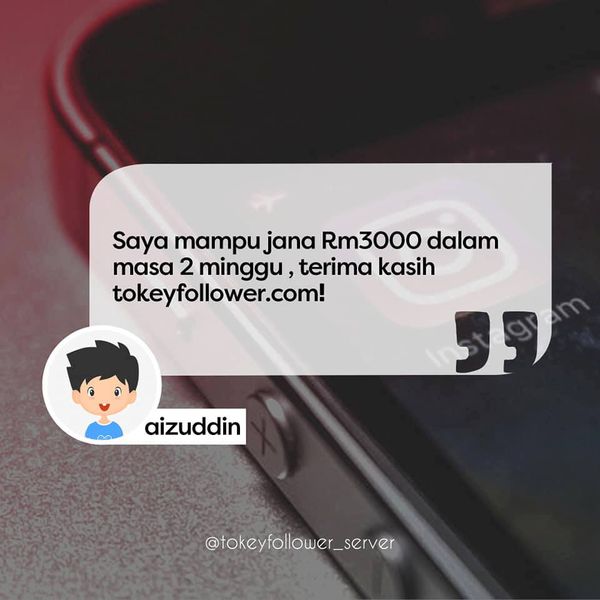 Saya mampu jana Rm3000 dalam
masa 2 minggu , terima kasih
tokeyfollower.com!
Instagram
aizuddin
@tokeyfollower_server